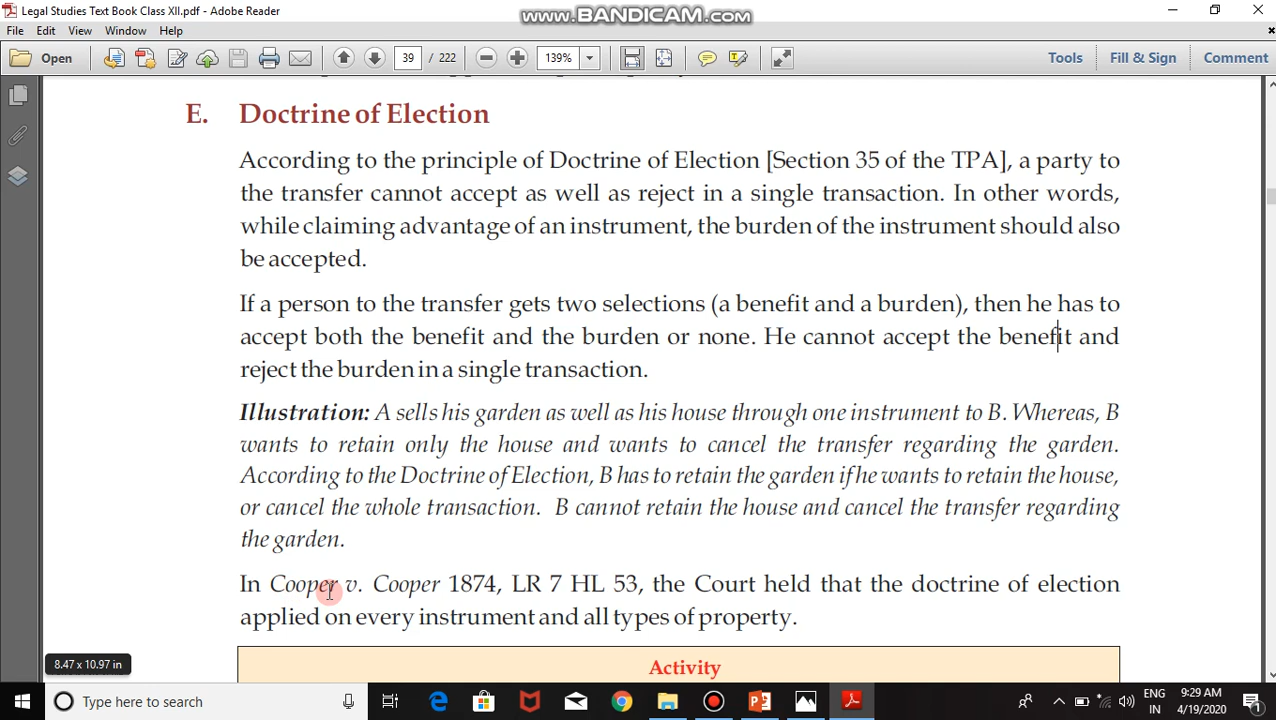 Legal Studies Text Book Class XII.pdf - Adobe Reader
www.BANDICAM.com
File Edit View Window Help
Open 39 / 222 139% Tools Fill & Sign Comment
E. Doctrine of Election
According to the principle of Doctrine of Election [Section 35 of the TPA], a party to
the transfer cannot accept as well as reject in a single transaction. In other words,
while claiming advantage of an instrument, the burden of the instrument should also
be accepted.
If a person to the transfer gets two selections (a benefit and a burden), then he has to
accept both the benefit and the burden or none. He cannot accept the benefit and
reject the burden in a single transaction.
Illustration: A sells his garden as well as his house through one instrument to B. Whereas, B
wants to retain only the house and wants to cancel the transfer regarding the garden.
According to the Doctrine of Election, B has to retain the garden if he wants to retain the house,
or cancel the whole transaction. B cannot retain the house and cancel the transfer regarding
the garden.
In Cooper v. Cooper 1874, LR 7 HL 53, the Court held that the doctrine of election
applied on every instrument and all types of property.
8.47 x 10.97 in
Activity
Type here to search
ENG
IN
9:29 AM
4/19/2020
1